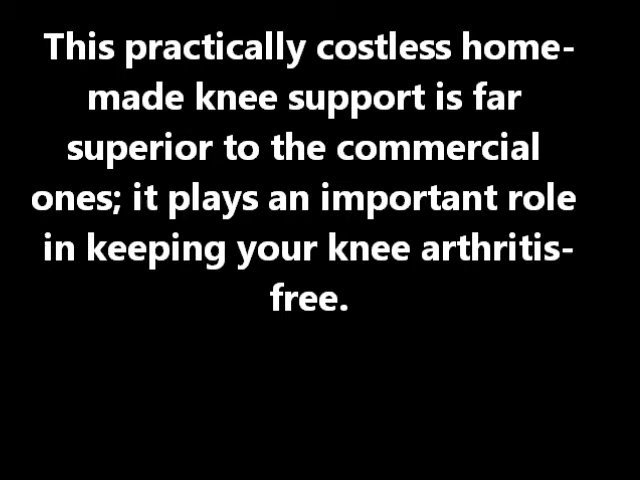 This practically costless home-
made knee support is far
superior to the commercial
ones; it plays an important role
in keeping your knee arthritis-
free.